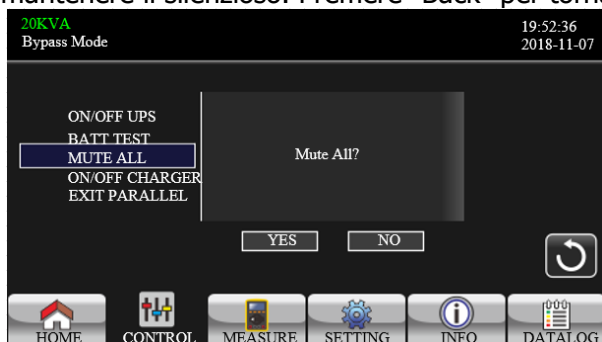 mantenere il silenzioso. Premere "Back" per torna
20KVA
Bypass Mode
19:52:36
2018-11-07
ON/OFF UPS
BATT TEST
MUTE ALL
ON/OFF CHARGER
EXIT PARALLEL
Mute All?
YES NO
HOME CONTROL MEASURE SETTING INFO DATALOG